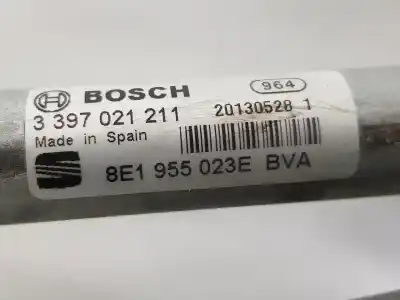 BOSCH 964
3 397 021 211 20130528 1
Made in Spain
8E1 955 023E BVA